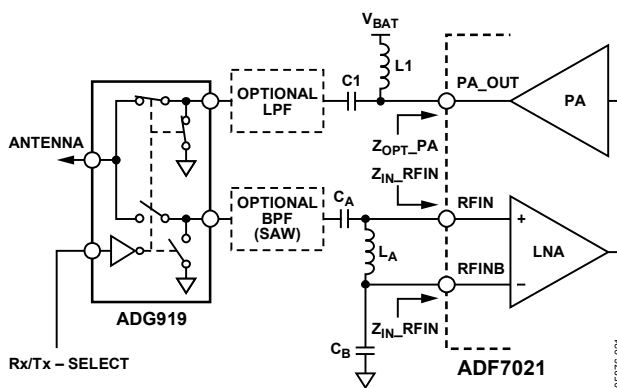 VBAT
L1
C1
PA_OUT
PA
OPTIONAL
LPF
ANTENNA
ZOPT_PA
ZIN_RFIN
CA
RFIN
OPTIONAL
BPF
(SAW)
LA
+
LNA
RFINB
−
ADG919
ZIN_RFIN
CB
ADF7021
Rx/Tx – SELECT